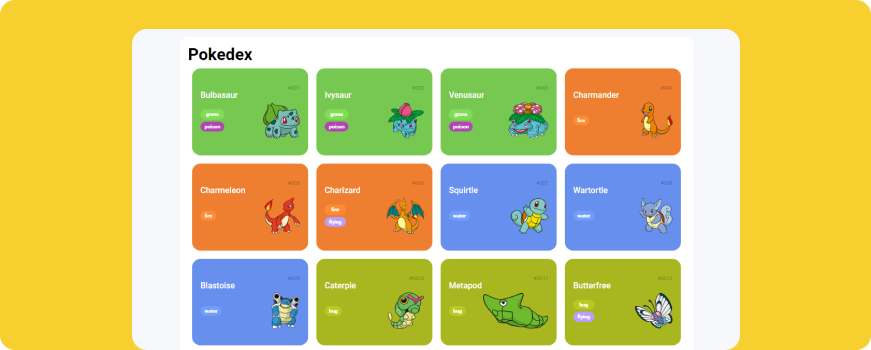 Pokedex
#001
Bulbasaur
grass
poison
#002
Ivysaur
grass
poison
#003
Venusaur
grass
poison
#004
Charmander
fire
#005
Charmeleon
fire
#006
Charizard
fire
flying
#007
Squirtle
water
#008
Wartortle
water
#009
Blastoise
water
#0010
Caterpie
bug
#0011
Metapod
bug
#0012
Butterfree
bug
flying